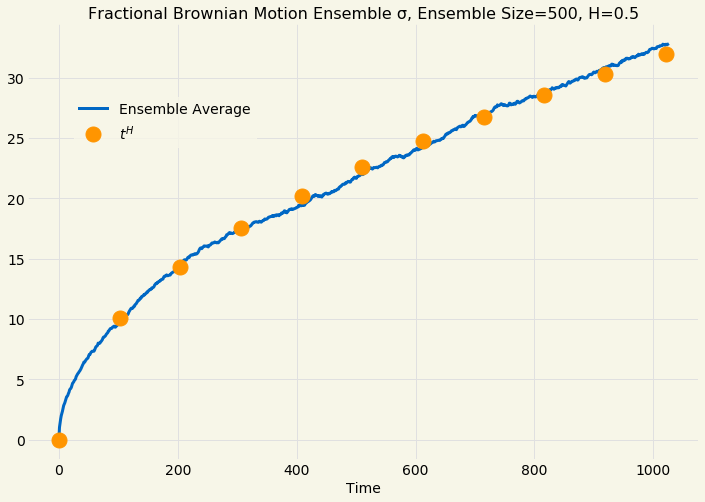 Fractional Brownian Motion Ensemble σ, Ensemble Size=500, H=0.5
30
25
20
15
10
5
0
Ensemble Average
t^H
0 200 400 600 800 1000
Time